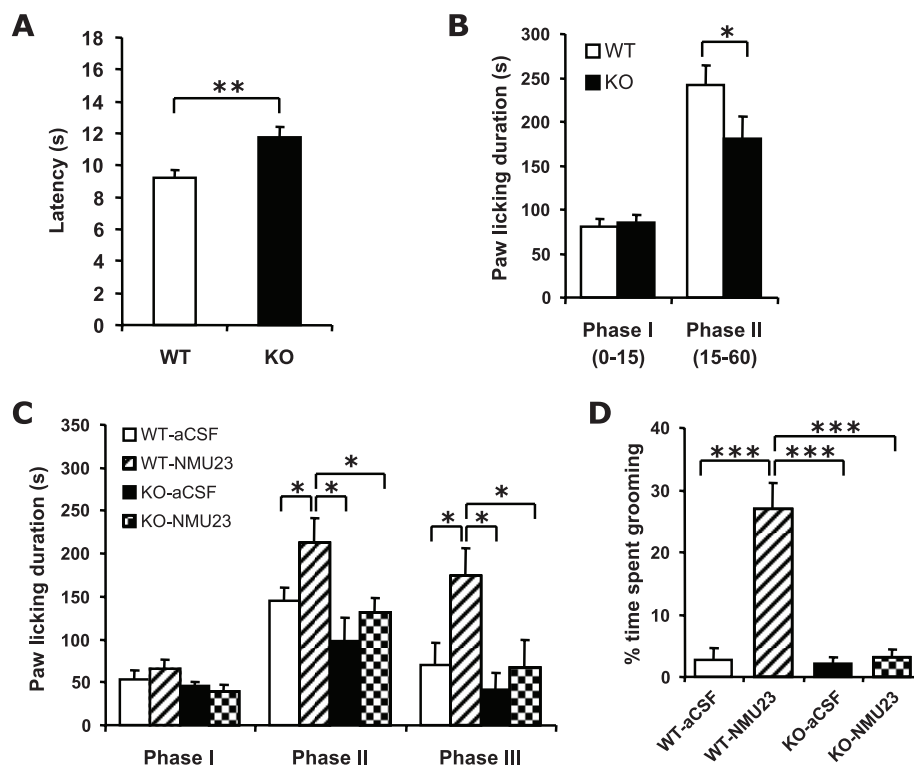 A
Latency (s)
18
16
14
12
10
8
6
4
2
0
**
WT
KO
B
Paw licking duration (s)
300
250
200
150
100
50
0
WT
KO
*
Phase I
(0-15)
Phase II
(15-60)
C
Paw licking duration (s)
350
300
250
200
150
100
50
0
WT-aCSF
WT-NMU23
KO-aCSF
KO-NMU23
*
* *
*
* *
Phase I
Phase II
Phase III
D
% time spent grooming
40
30
20
10
0
***
*** ***
WT-aCSF
WT-NMU23
KO-aCSF
KO-NMU23